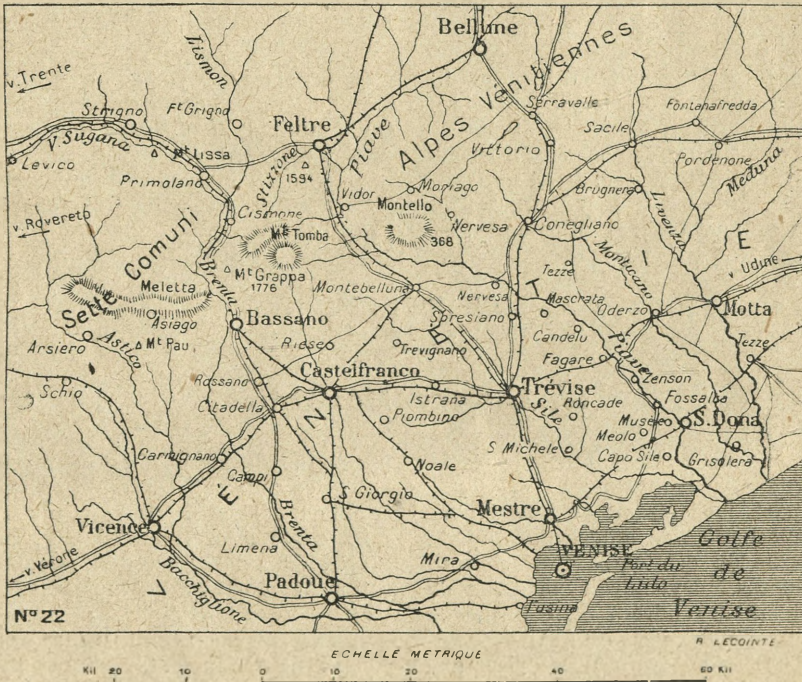 Bellune
Alpes Vénitiennes
Lismon
v. Trente
Strigno
Ft Grigno
Feltre
Piave
Serravalle
Fontanafredda
Sacile
V. Sugana
Levico
Mt Lissa
Primolano
Stizione
1594
Vittorio
Pordenone
Meduna
Vidor
Moriago
Brugnera
Livenza
v. Rovereto
Cismone
Montello
368
Nervesa
Conegliano
Mt Tomba
Sette Comuni
Meletta
Brenta
Mt Grappa
1776
Montebelluna
Nervesa
Tezze
Monticano
v. Udine
Asiago
Bassano
Spresiano
Mascrata
Oderzo
Motta
Arsiero
Astico
Mt Pau
Riese
Trevignano
Candelu
Fagare
Piave
Tezze
Schio
Rossano
Castelfranco
Istrana
Trévise
Zenson
Citadella
Piombino
Sile
Roncade
Fossalta
Musile
S. Dona
Meolo
Carmignano
Campi
Noale
S Michele
Capo Sile
Grisolera
S Giorgio
Mestre
Vicence
Limena
Brenta
VENISE
Golfe
de
Venise
v. Vérone
Bacchiglione
Padoue
Mira
Port du
Lido
Fusina
V E N E T I E
No 22
R. LECOINTE
ECHELLE METRIQUE
Kil 20 10 0 10 20 40 60 Kil